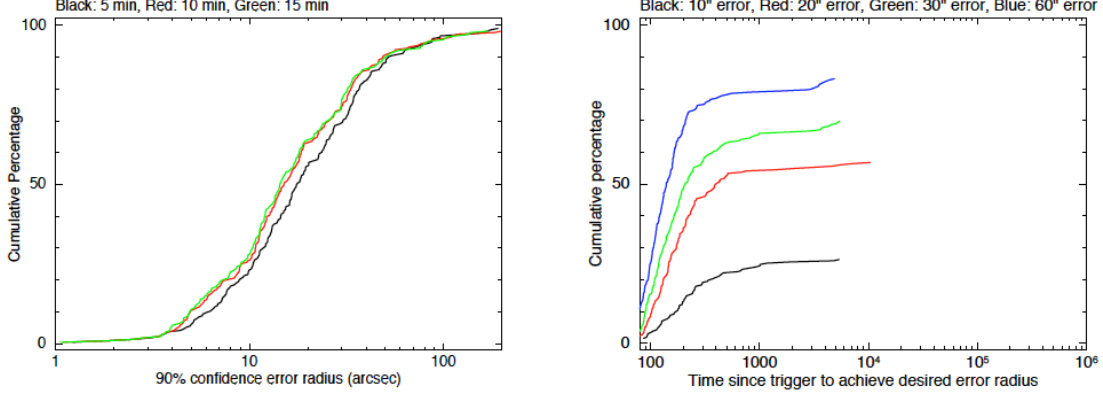 Black: 5 min, Red: 10 min, Green: 15 min
100
50
0
Cumulative Percentage
1
10
100
90% confidence error radius (arcsec)
Black: 10" error, Red: 20" error, Green: 30" error, Blue: 60" error
100
50
0
Cumulative percentage
100
1000
10⁴
10⁵
10⁶
Time since trigger to achieve desired error radius